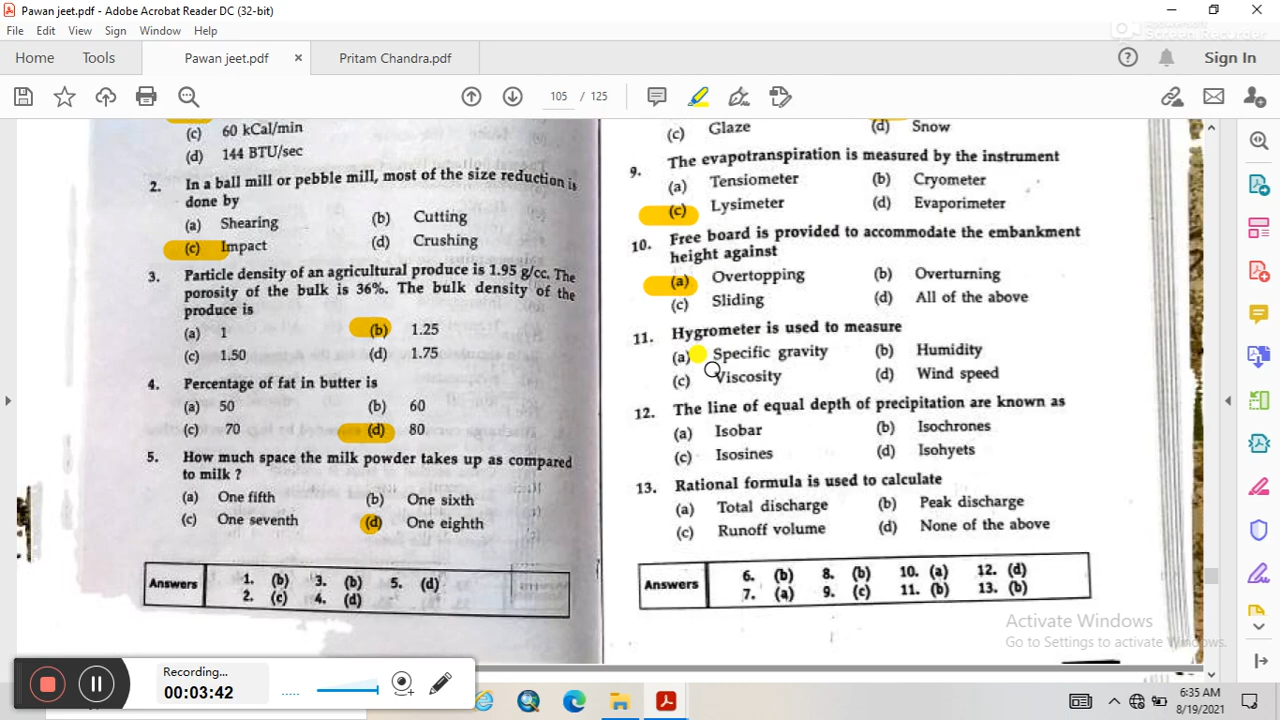 Pawan jeet.pdf - Adobe Acrobat Reader DC (32-bit)
File Edit View Sign Window Help
Home Tools Pawan jeet.pdf × Pritam Chandra.pdf Sign In
105 / 125
(c) 60 kCal/min
(d) 144 BTU/sec
2. In a ball mill or pebble mill, most of the size reduction is
done by
(a) Shearing (b) Cutting
(c) Impact (d) Crushing
3. Particle density of an agricultural produce is 1.95 g/cc. The
porosity of the bulk is 36%. The bulk density of the
produce is
(a) 1 (b) 1.25
(c) 1.50 (d) 1.75
4. Percentage of fat in butter is
(a) 50 (b) 60
(c) 70 (d) 80
5. How much space the milk powder takes up as compared
to milk ?
(a) One fifth (b) One sixth
(c) One seventh (d) One eighth
Answers 1. (b) 3. (b) 5. (d)
2. (c) 4. (d)
(c) Glaze (d) Snow
9. The evapotranspiration is measured by the instrument
(a) Tensiometer (b) Cryometer
(c) Lysimeter (d) Evaporimeter
10. Free board is provided to accommodate the embankment
height against
(a) Overtopping (b) Overturning
(c) Sliding (d) All of the above
11. Hygrometer is used to measure
(a) Specific gravity (b) Humidity
(c) Viscosity (d) Wind speed
12. The line of equal depth of precipitation are known as
(a) Isobar (b) Isochrones
(c) Isosines (d) Isohyets
13. Rational formula is used to calculate
(a) Total discharge (b) Peak discharge
(c) Runoff volume (d) None of the above
Answers 6. (b) 8. (b) 10. (a) 12. (d)
7. (a) 9. (c) 11. (b) 13. (b)
Activate Windows
Go to Settings to activate Windows.
Recording...
00:03:42
6:35 AM
8/19/2021